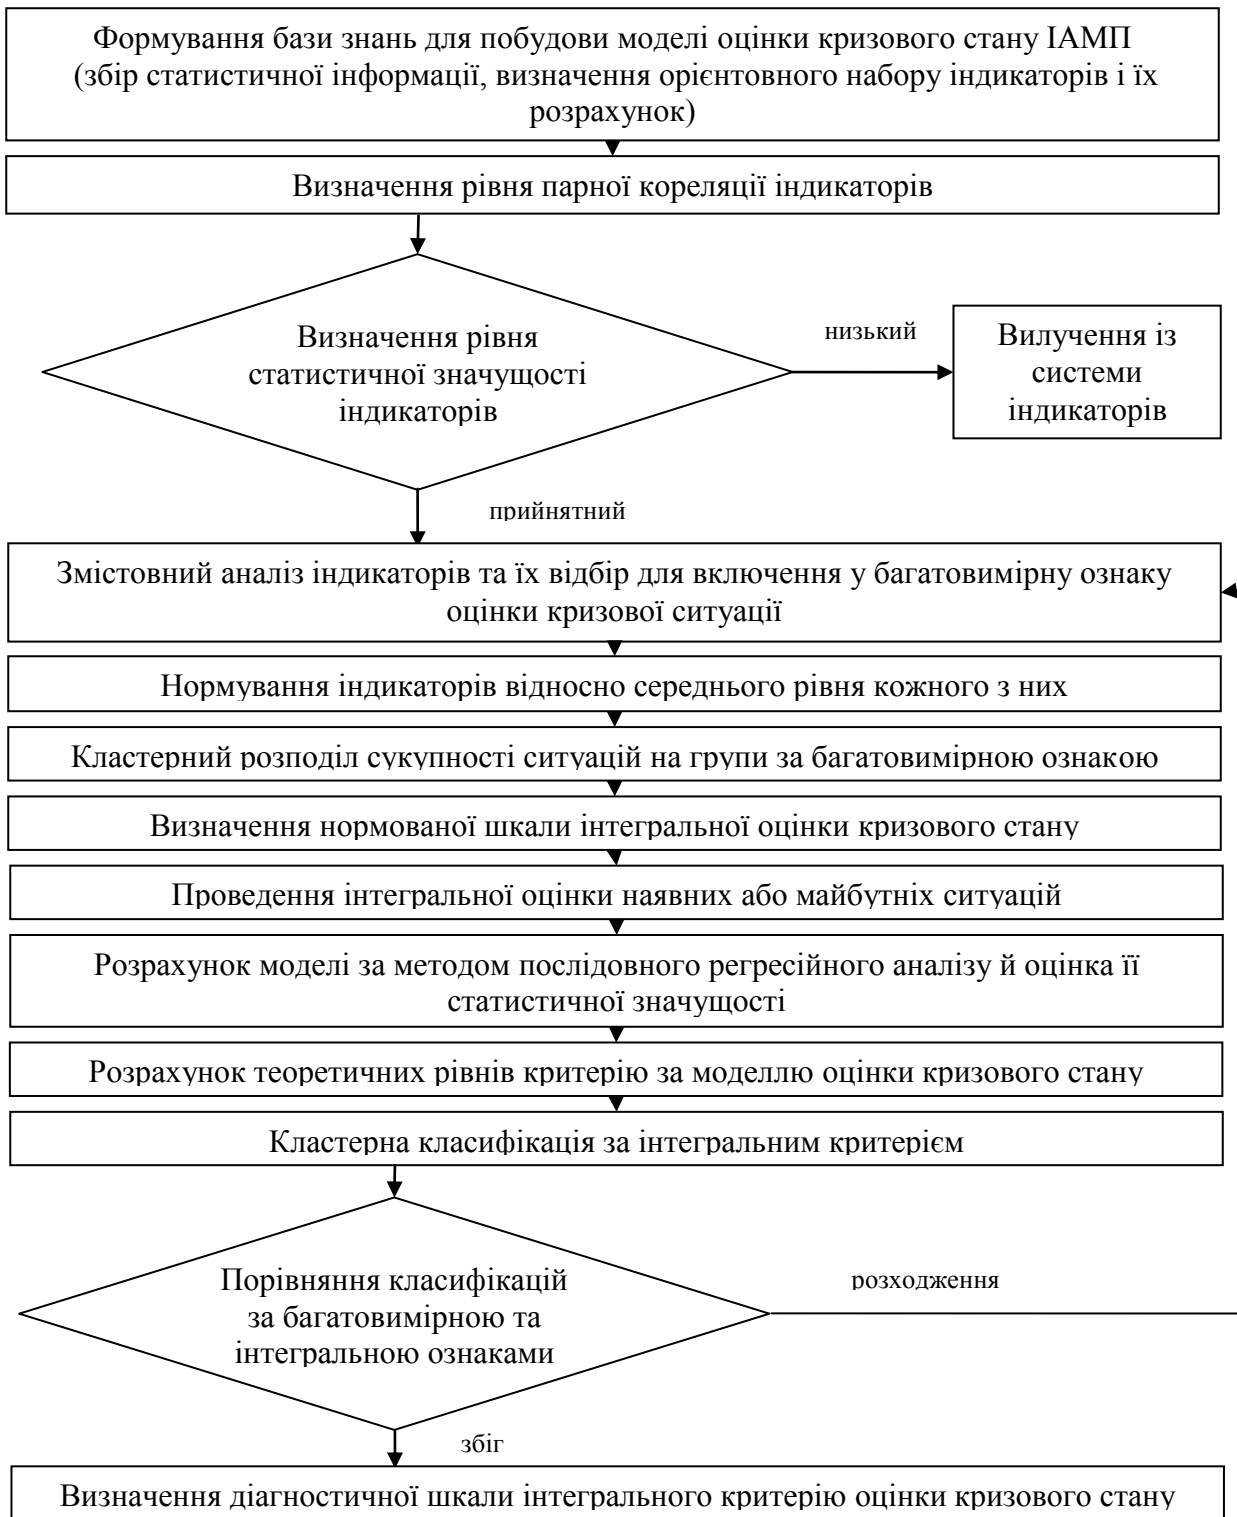 Формування бази знань для побудови моделі оцінки кризового стану ІАМП
(збір статистичної інформації, визначення орієнтовного набору індикаторів і їх
розрахунок)
Визначення рівня парної кореляції індикаторів
Визначення рівня
статистичної значущості
індикаторів
низький
Вилучення із
системи
індикаторів
прийнятний
Змістовний аналіз індикаторів та їх відбір для включення у багатовимірну ознаку
оцінки кризової ситуації
Нормування індикаторів відносно середнього рівня кожного з них
Кластерний розподіл сукупності ситуацій на групи за багатовимірною ознакою
Визначення нормованої шкали інтегральної оцінки кризового стану
Проведення інтегральної оцінки наявних або майбутніх ситуацій
Розрахунок моделі за методом послідовного регресійного аналізу й оцінка її
статистичної значущості
Розрахунок теоретичних рівнів критерію за моделлю оцінки кризового стану
Кластерна класифікація за інтегральним критерієм
Порівняння класифікацій
за багатовимірною та
інтегральною ознаками
розходження
збіг
Визначення діагностичної шкали інтегрального критерію оцінки кризового стану